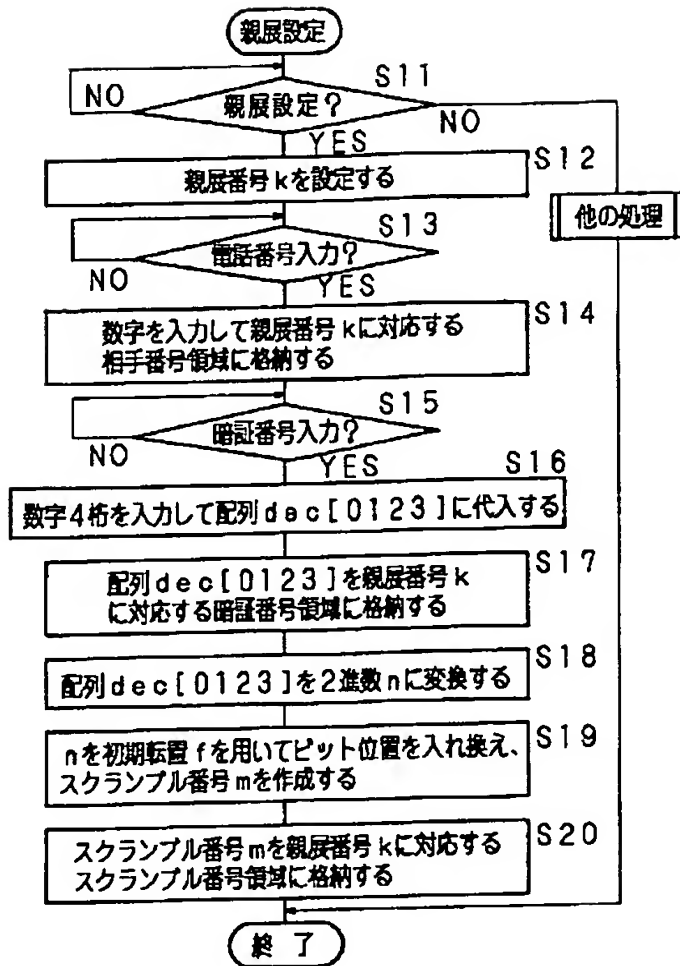 親展設定
S11
NO
親展設定?
NO
YES
S12
親展番号kを設定する
S13
他の処理
電話番号入力?
NO
YES
S14
数字を入力して親展番号kに対応する
相手番号領域に格納する
S15
暗証番号入力?
NO
YES
S16
数字4桁を入力して配列dec[0123]に代入する
S17
配列dec[0123]を親展番号k
に対応する暗証番号領域に格納する
S18
配列dec[0123]を2進数nに変換する
S19
nを初期転置fを用いてビット位置を入れ換え、
スクランブル番号mを作成する
S20
スクランブル番号mを親展番号kに対応する
スクランブル番号領域に格納する
終了